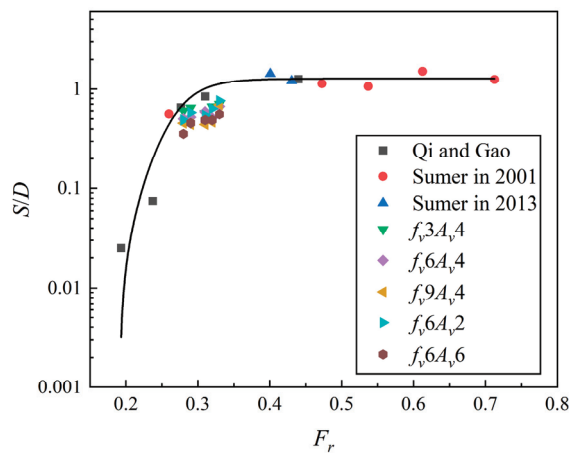 S/D
1
0.1
0.01
0.001
0.2 0.3 0.4 0.5 0.6 0.7 0.8
F_r
Qi and Gao
Sumer in 2001
Sumer in 2013
f_v3A_v4
f_v6A_v4
f_v9A_v4
f_v6A_v2
f_v6A_v6